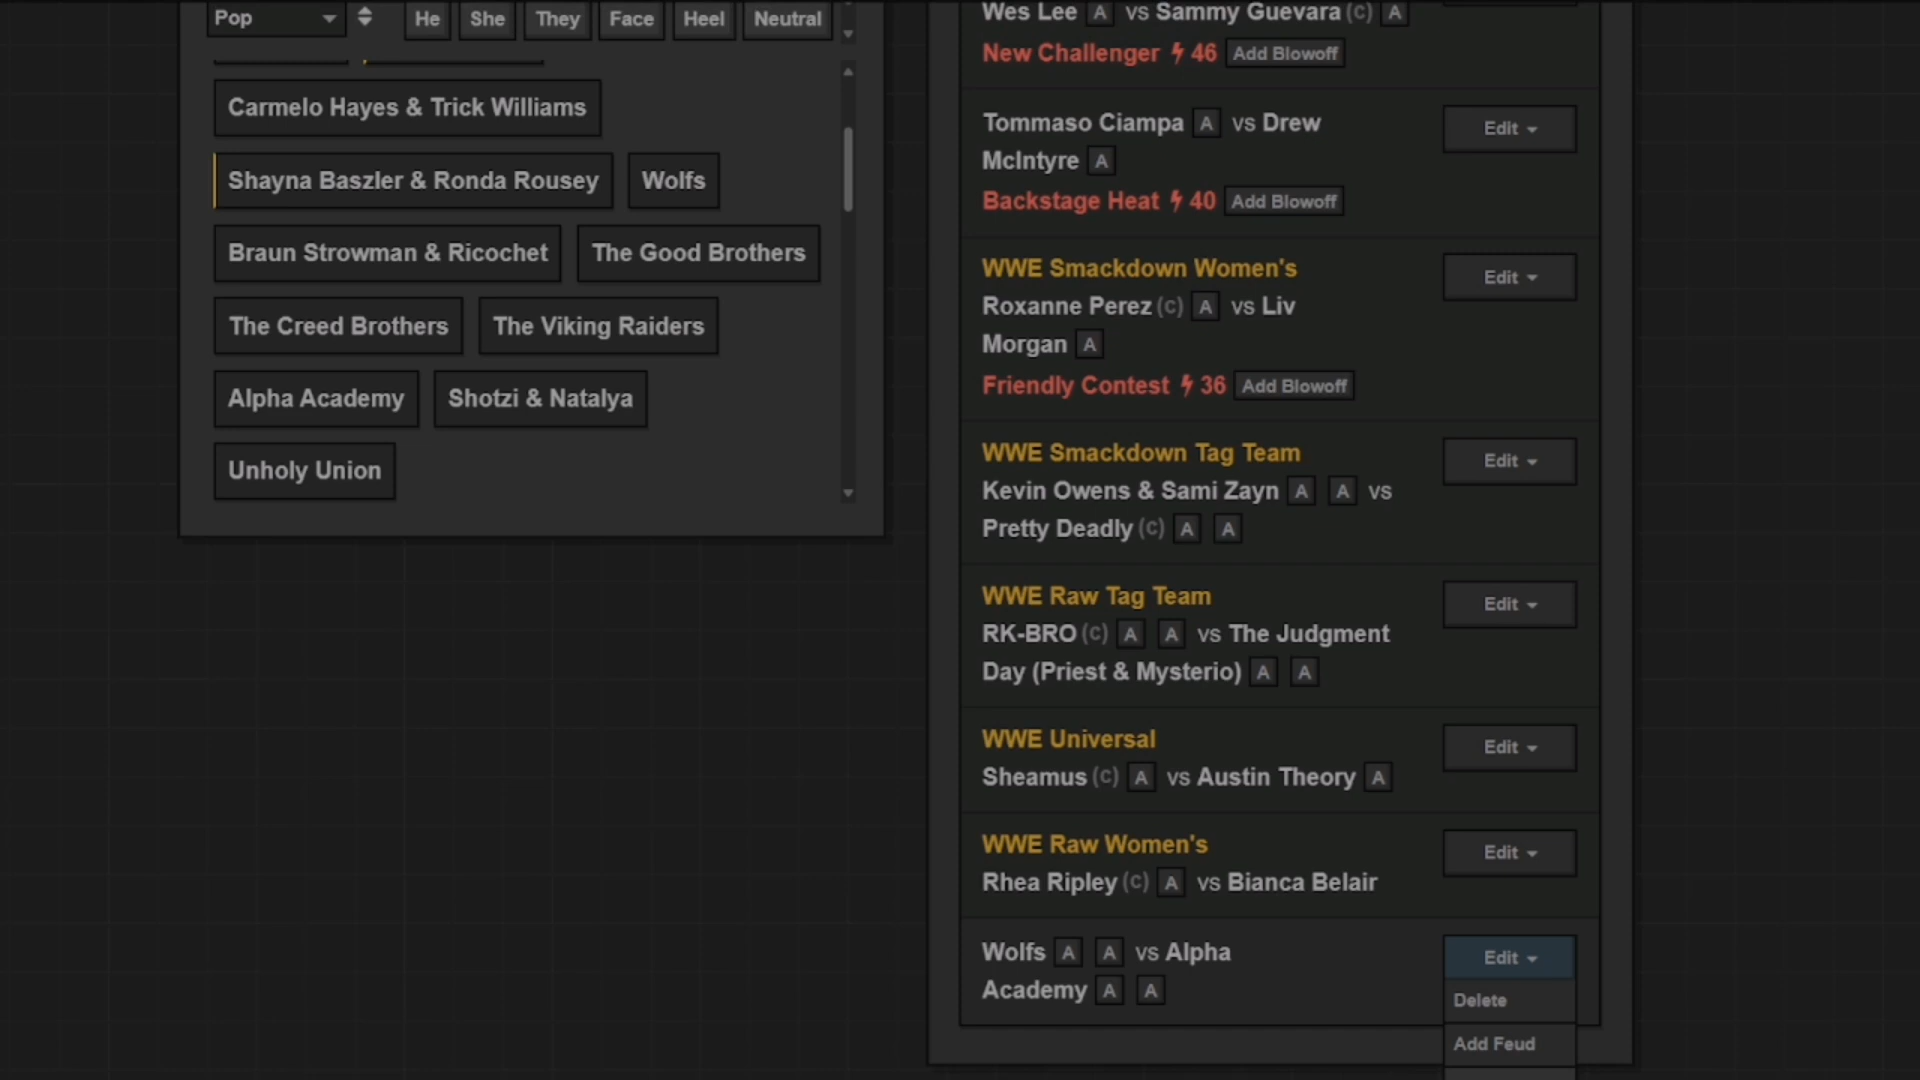 Pop He She They Face Heel Neutral
Carmelo Hayes & Trick Williams
Shayna Baszler & Ronda Rousey Wolfs
Braun Strowman & Ricochet The Good Brothers
The Creed Brothers The Viking Raiders
Alpha Academy Shotzi & Natalya
Unholy Union
Wes Lee A vs Sammy Guevara (C) A
New Challenger 46 Add Blowoff
Tommaso Ciampa A vs Drew
McIntyre A
Edit
Backstage Heat 40 Add Blowoff
WWE Smackdown Women's
Edit
Roxanne Perez (C) A vs Liv
Morgan A
Friendly Contest 36 Add Blowoff
WWE Smackdown Tag Team
Edit
Kevin Owens & Sami Zayn A A vs
Pretty Deadly (C) A A
WWE Raw Tag Team
Edit
RK-BRO (C) A A vs The Judgment
Day (Priest & Mysterio) A A
WWE Universal
Edit
Sheamus (C) A vs Austin Theory A
WWE Raw Women's
Edit
Rhea Ripley (C) A vs Bianca Belair
Wolfs A A vs Alpha
Academy A A
Edit
Delete
Add Feud